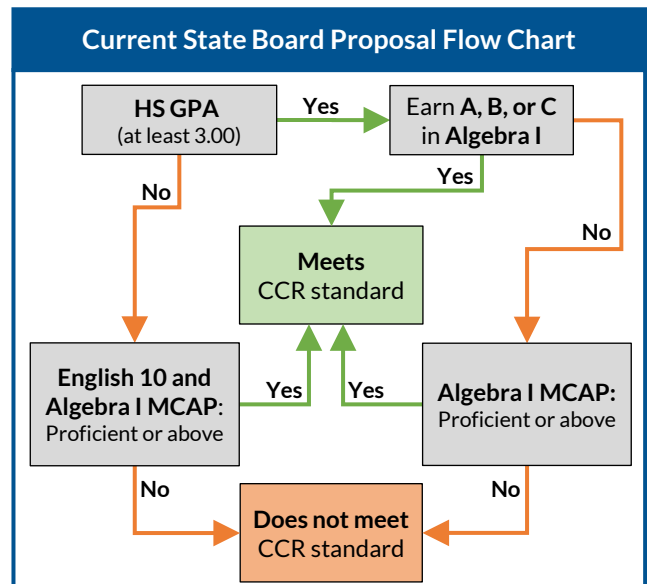 Current State Board Proposal Flow Chart
HS GPA
(at least 3.00)
Yes
Earn A, B, or C
in Algebra I
Yes
No
No
Meets
CCR standard
English 10 and
Algebra I MCAP:
Proficient or above
Yes
Yes
Algebra I MCAP:
Proficient or above
No
No
Does not meet
CCR standard